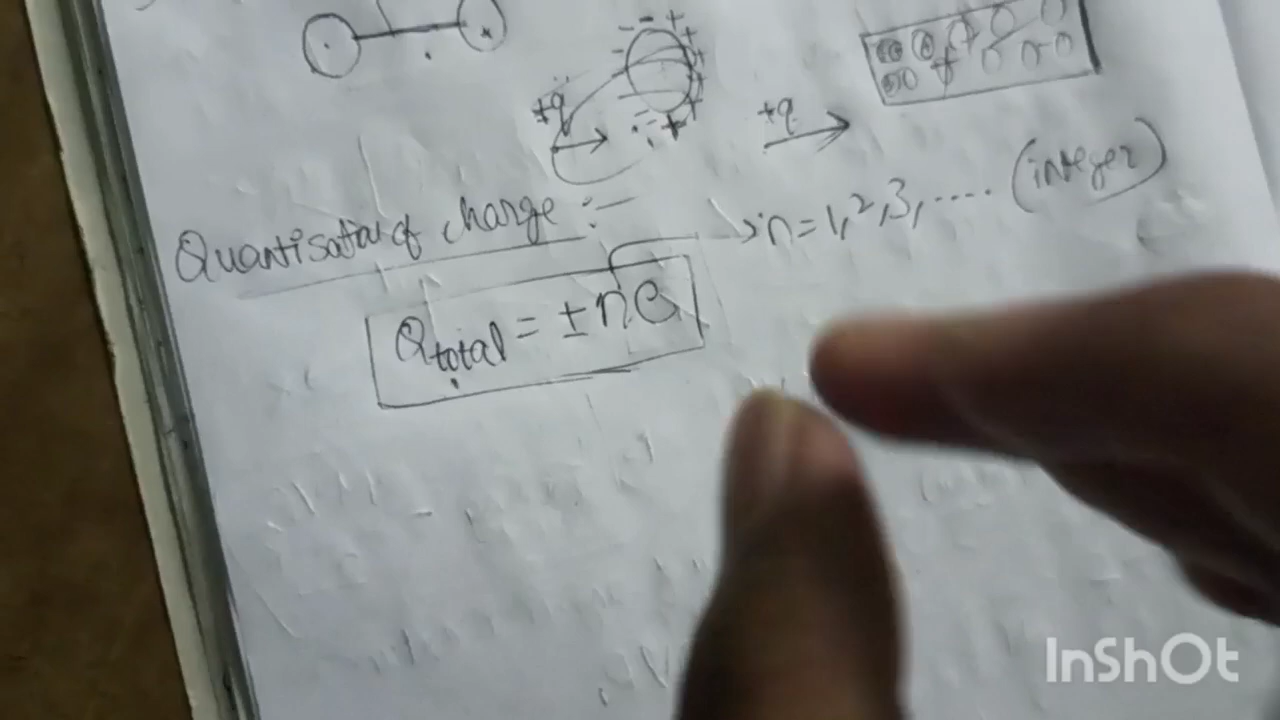 +q
+q
Quantisation of charge :-
n = 1, 2, 3, ..... (integer)
Qtotal = ± ne
InShOt